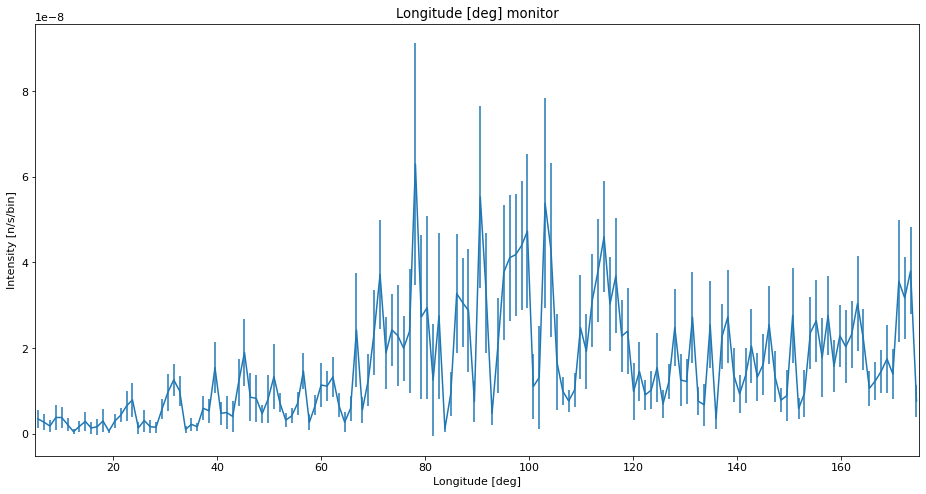 Longitude [deg] monitor
1e−8
8
6
4
2
0
Intensity [n/s/bin]
20 40 60 80 100 120 140 160
Longitude [deg]